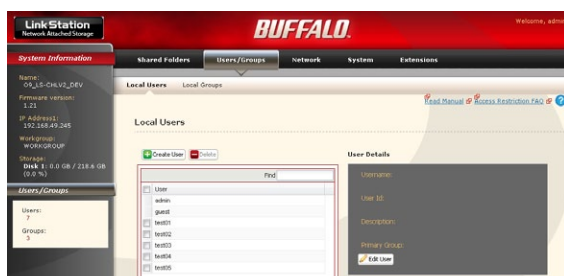 LinkStation
Network Attached Storage
BUFFALO
Welcome, admi
System Information
Shared Folders
Users/Groups
Network
System
Extensions
Name:
09_LS-CHLV2_DEV
Firmware version:
1.21
IP Address1:
192.168.49.245
Workgroup:
WORKGROUP
Storage:
Disk 1: 0.0 GB / 218.6 GB
(0.0 %)
Users/Groups
Users:
7
Groups:
3
Local Users
Local Groups
Read Manual
Access Restriction FAQ
?
Local Users
Create User
Delete
Find
User
admin
guest
test01
test02
test03
test04
test05
User Details
Username:
User Id:
Description:
Primary Group:
Edit User